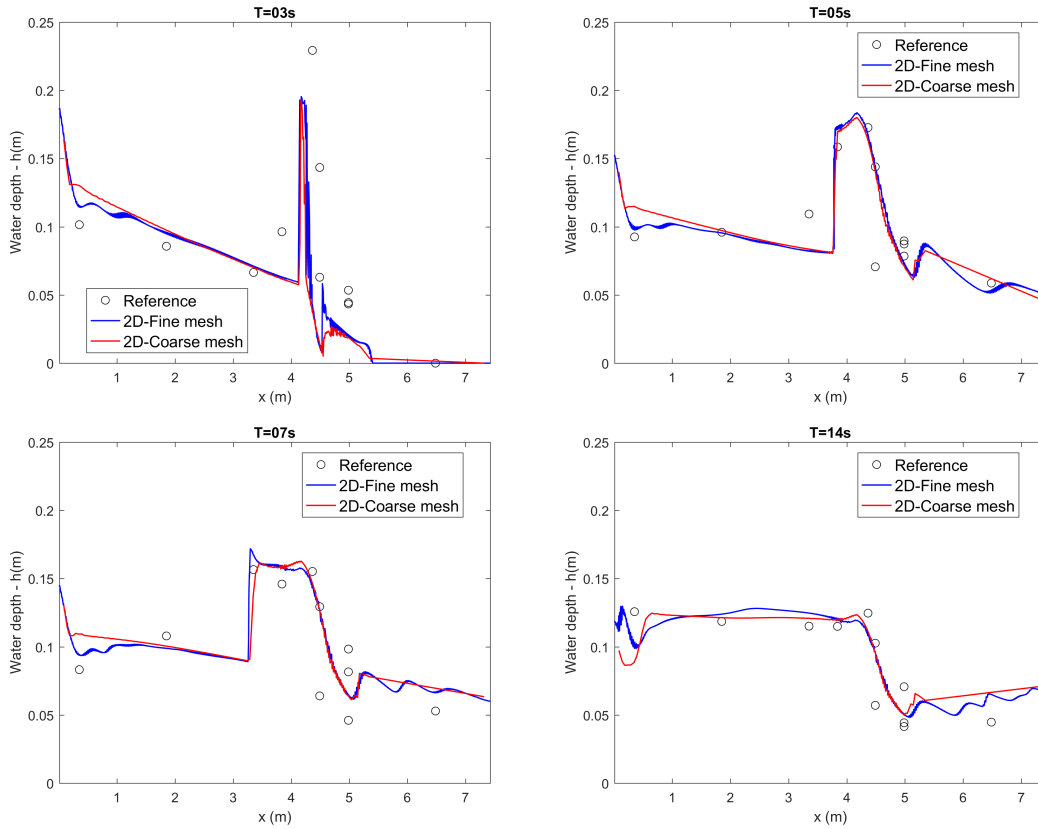 T=03s
0.25
0.2
0.15
0.1
0.05
0
Water depth - h(m)
Reference
2D-Fine mesh
2D-Coarse mesh
1 2 3 4 5 6 7
x (m)
T=05s
0.25
0.2
0.15
0.1
0.05
0
Water depth - h(m)
Reference
2D-Fine mesh
2D-Coarse mesh
1 2 3 4 5 6 7
x (m)
T=07s
0.25
0.2
0.15
0.1
0.05
0
Water depth - h(m)
Reference
2D-Fine mesh
2D-Coarse mesh
1 2 3 4 5 6 7
x (m)
T=14s
0.25
0.2
0.15
0.1
0.05
0
Water depth - h(m)
Reference
2D-Fine mesh
2D-Coarse mesh
1 2 3 4 5 6 7
x (m)